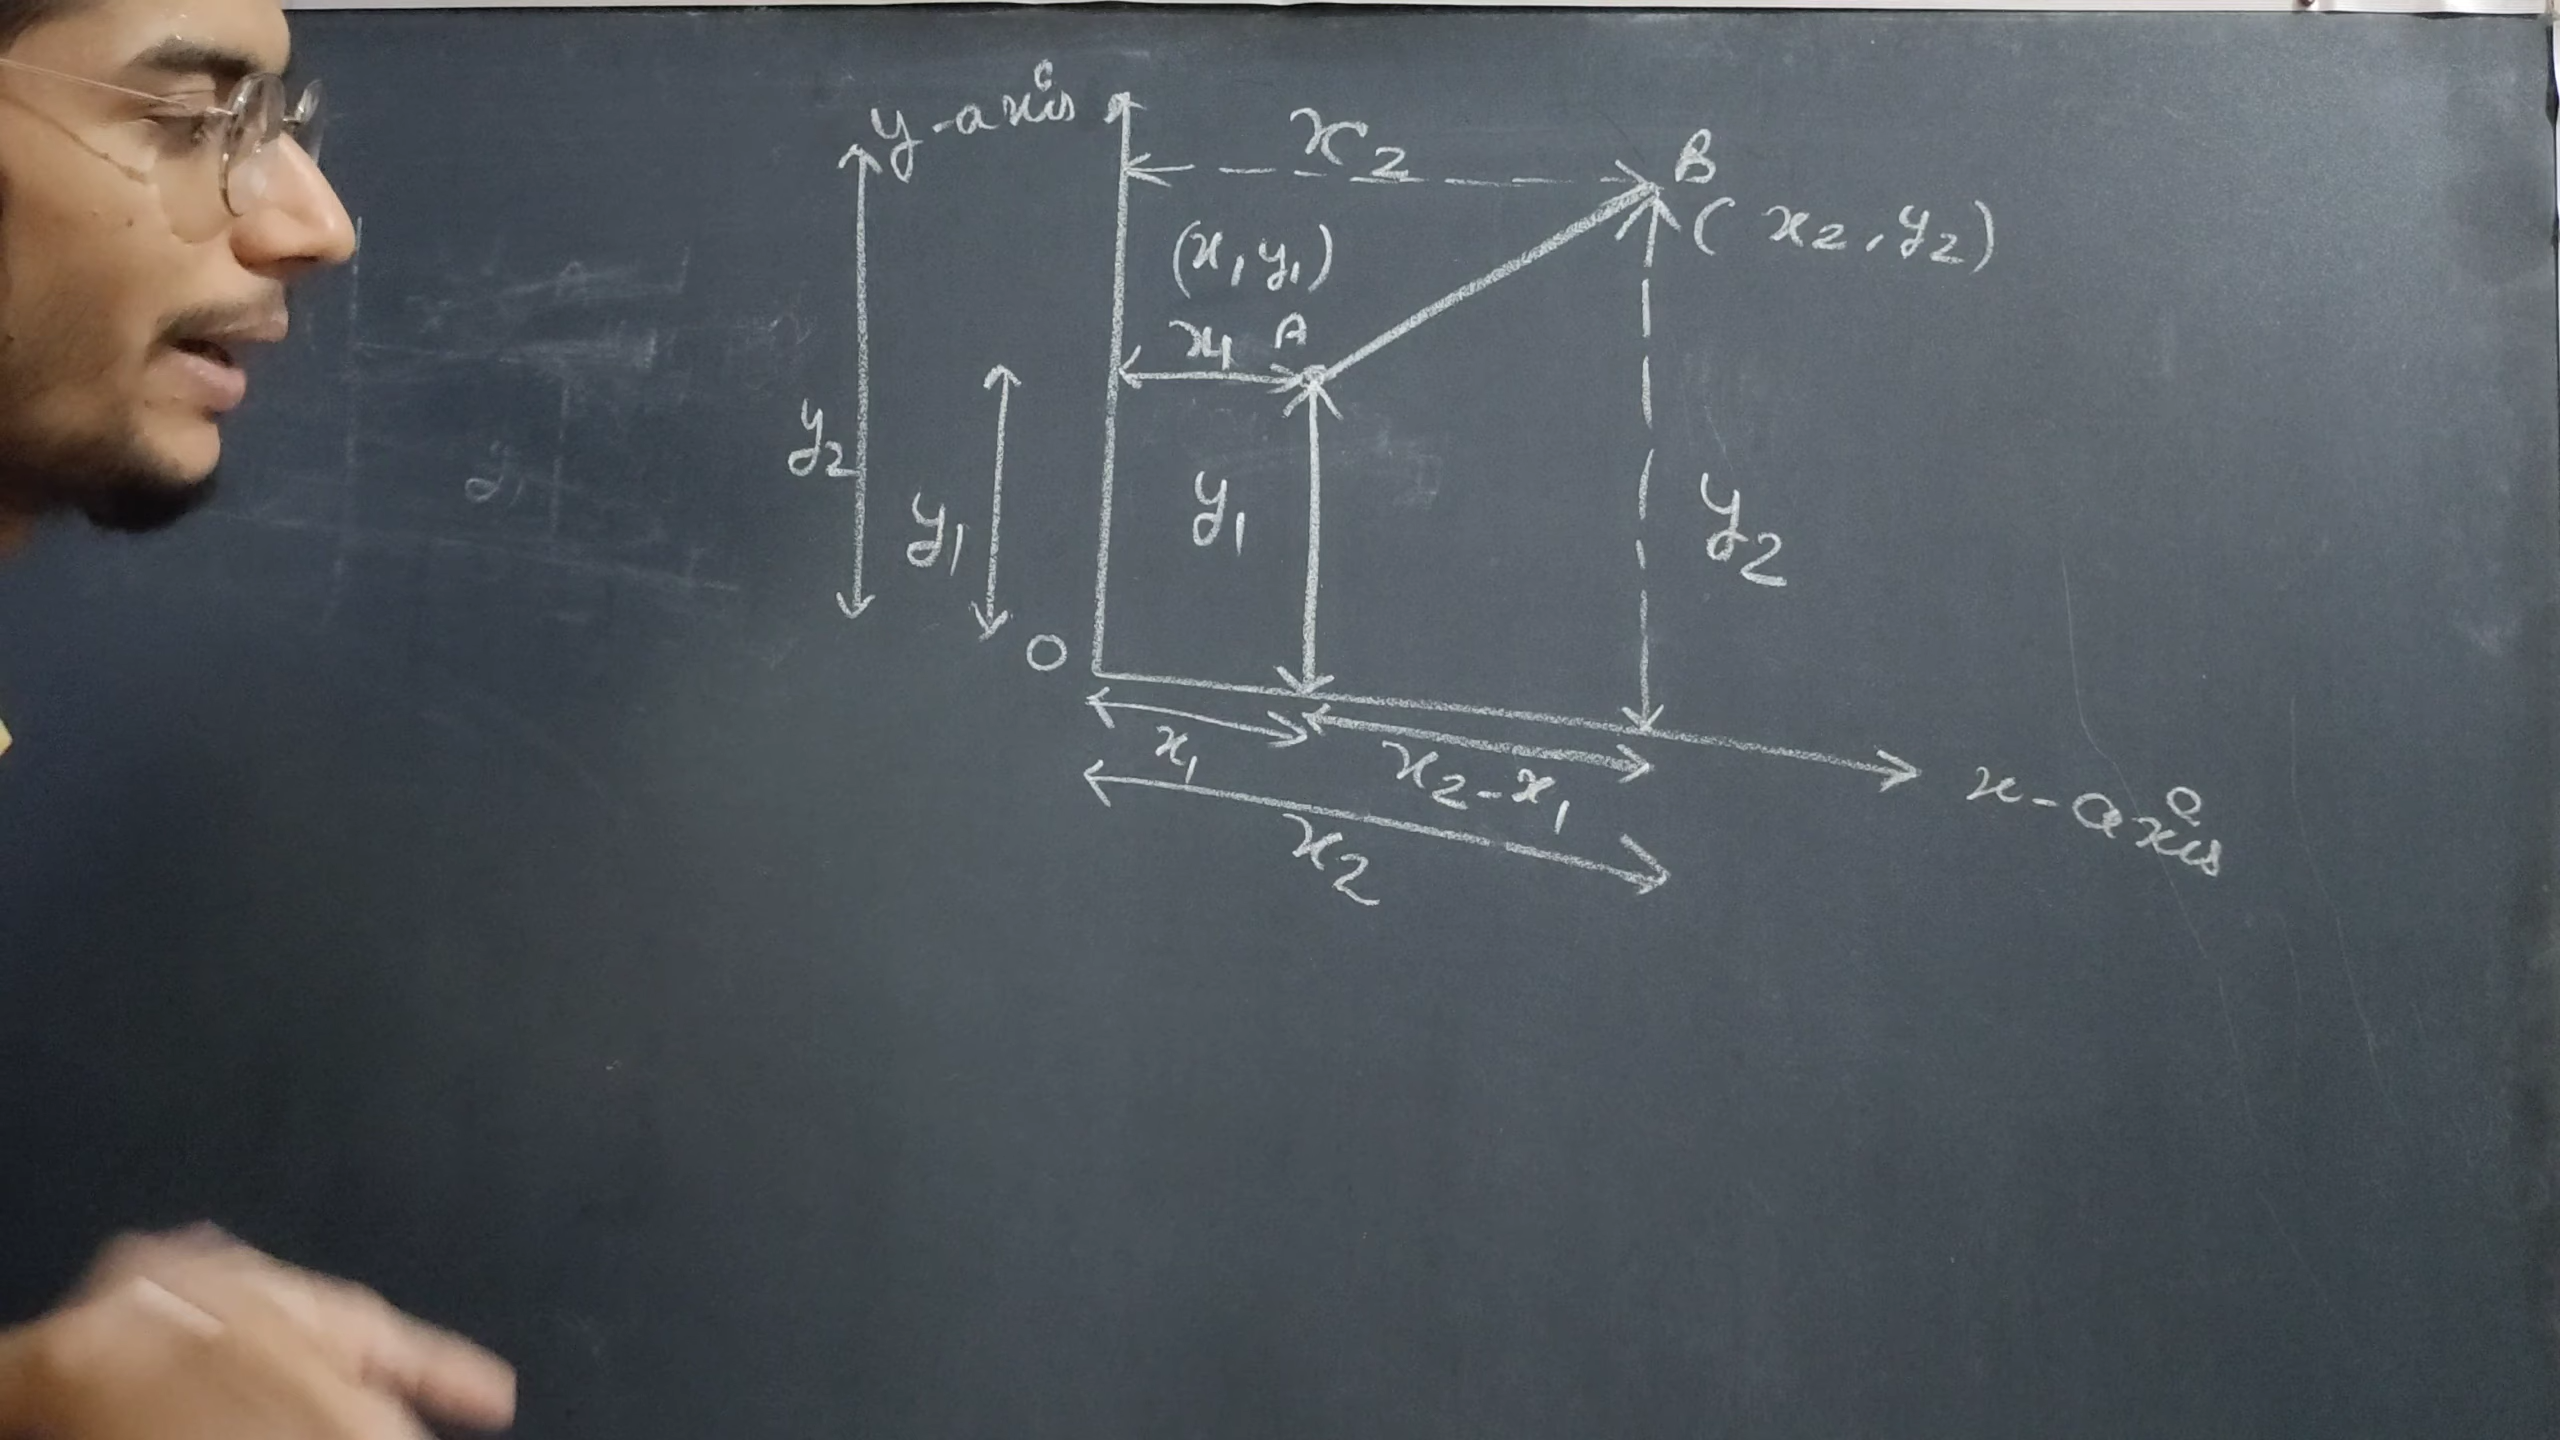 y-axis
x2
B
(x2, y2)
(x1 y1)
x1 A
y2
y1
y1
y2
O
x1
x2-x1
x-axis
x2